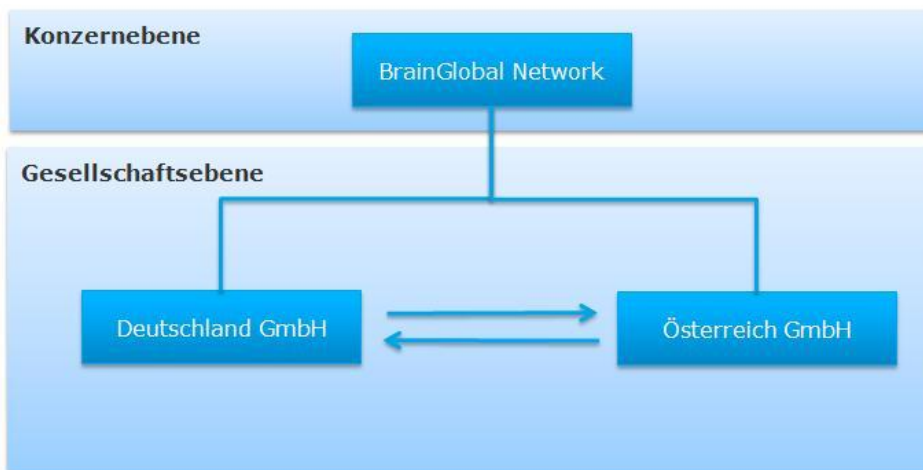 Konzernebene
BrainGlobal Network
Gesellschaftsebene
Deutschland GmbH
Österreich GmbH